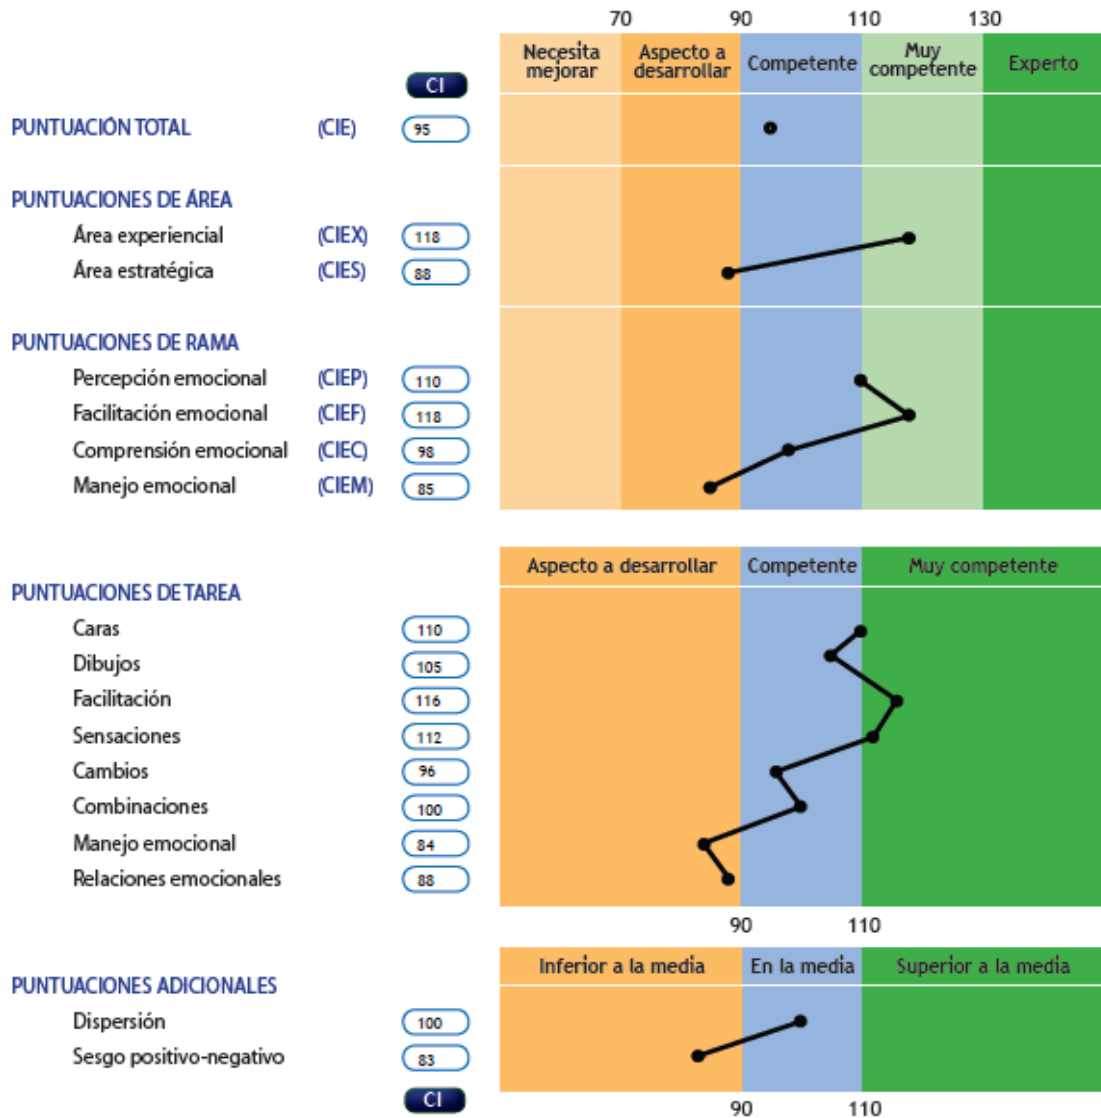 70 90 110 130
Necesita mejorar Aspecto a desarrollar Competente Muy competente Experto
CI
PUNTUACIÓN TOTAL (CIE) 95
PUNTUACIONES DE ÁREA
Área experiencial (CIEX) 118
Área estratégica (CIES) 88
PUNTUACIONES DE RAMA
Percepción emocional (CIEP) 110
Facilitación emocional (CIEF) 118
Comprensión emocional (CIEC) 98
Manejo emocional (CIEM) 85
Aspecto a desarrollar Competente Muy competente
PUNTUACIONES DE TAREA
Caras 110
Dibujos 105
Facilitación 116
Sensaciones 112
Cambios 96
Combinaciones 100
Manejo emocional 84
Relaciones emocionales 88
90 110
Inferior a la media En la media Superior a la media
PUNTUACIONES ADICIONALES
Dispersión 100
Sesgo positivo-negativo 83
CI
90 110